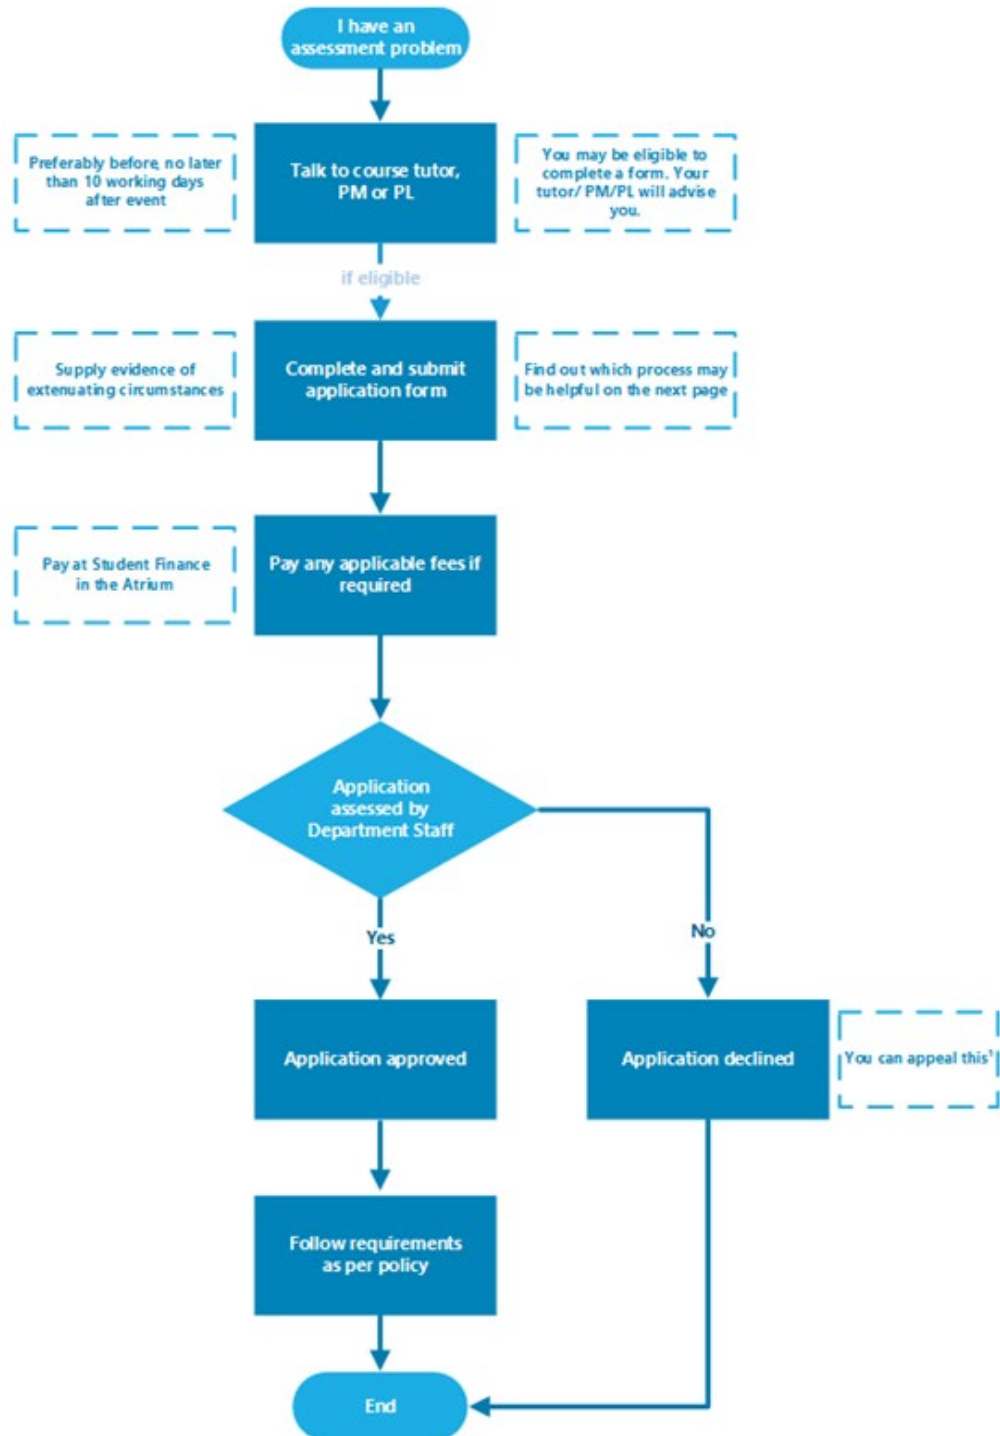 I have an
assessment problem
Preferably before, no later
than 10 working days
after event
Talk to course tutor,
PM or PL
You may be eligible to
complete a form. Your
tutor/ PM/PL will advise
you.
if eligible
Supply evidence of
extenuating circumstances
Complete and submit
application form
Find out which process may
be helpful on the next page
Pay at Student Finance
in the Atrium
Pay any applicable fees if
required
Application
assessed by
Department Staff
Yes
No
Application approved
Application declined
You can appeal this¹
Follow requirements
as per policy
End